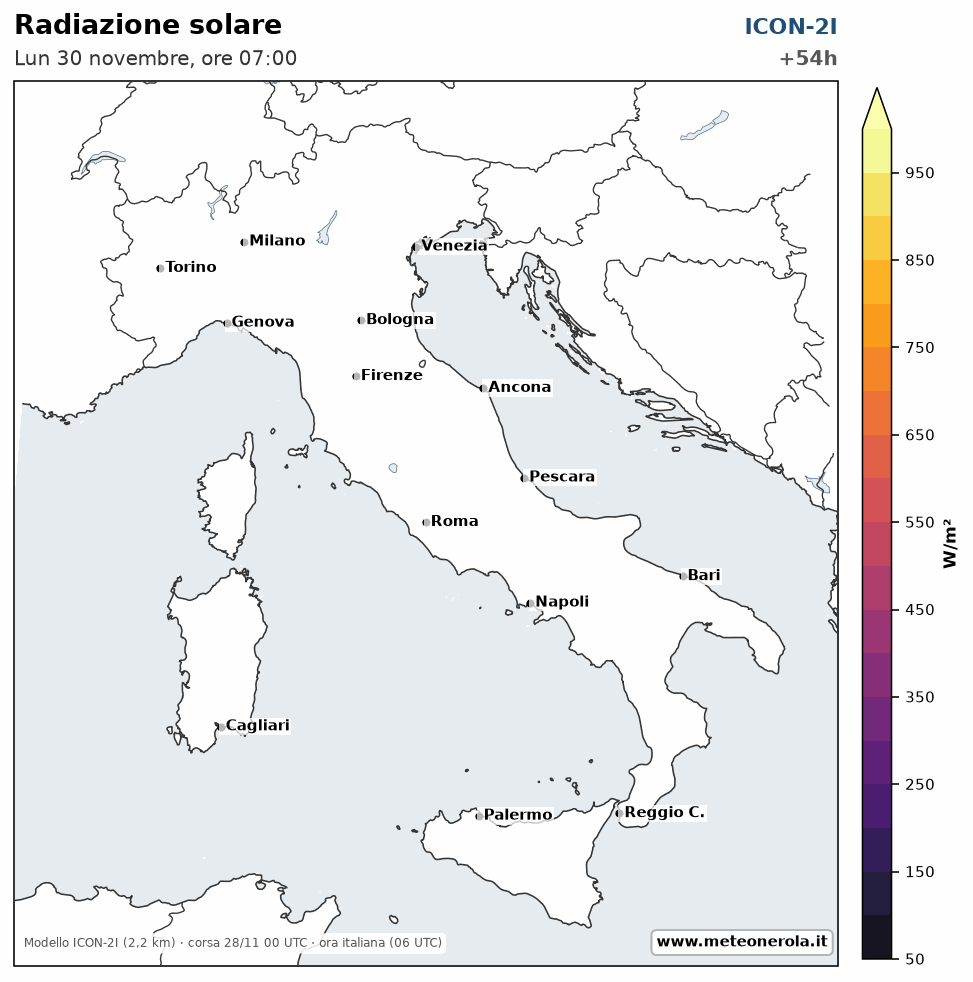 Radiazione solare
ICON-2I
Lun 30 novembre, ore 07:00
+54h
Milano
Venezia
Torino
Genova
Bologna
Firenze
Ancona
Pescara
Roma
Bari
Napoli
Cagliari
Palermo
Reggio C.
950
850
750
650
550
450
350
250
150
50
W/m²
Modello ICON-2I (2,2 km) · corsa 28/11 00 UTC · ora italiana (06 UTC)
www.meteonerola.it